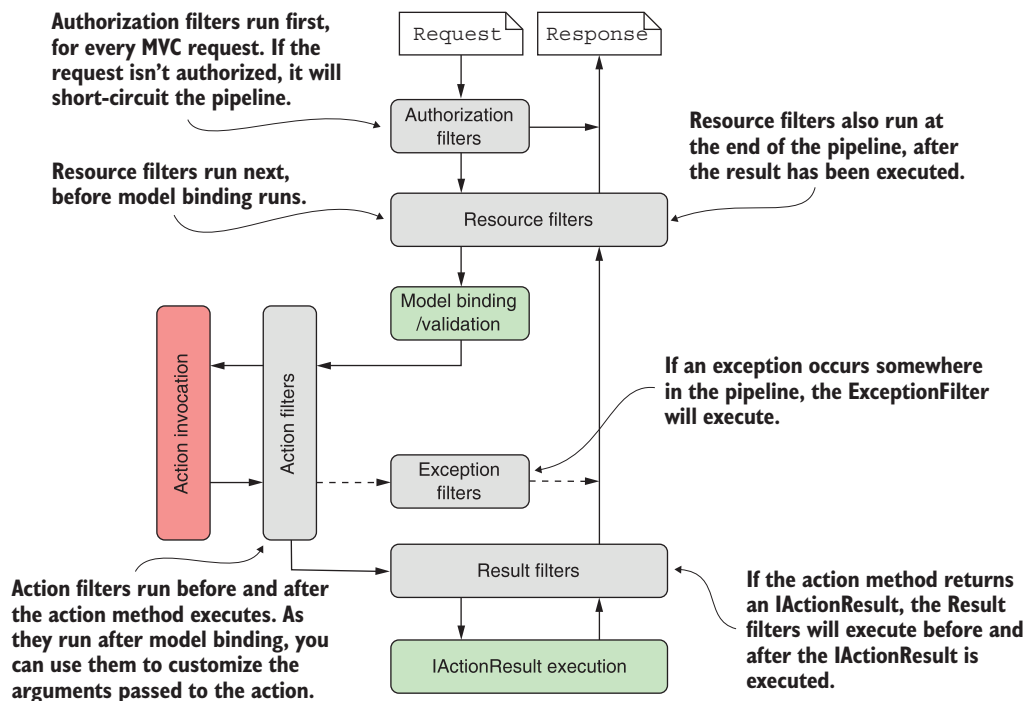 Authorization filters run first,
for every MVC request. If the
request isn't authorized, it will
short-circuit the pipeline.
Request
Response
Authorization
filters
Resource filters also run at
the end of the pipeline, after
the result has been executed.
Resource filters run next,
before model binding runs.
Resource filters
Model binding
/validation
Action invocation
Action filters
If an exception occurs somewhere
in the pipeline, the ExceptionFilter
will execute.
Exception
filters
Result filters
Action filters run before and after
the action method executes. As
they run after model binding, you
can use them to customize the
arguments passed to the action.
If the action method returns
an IActionResult, the Result
filters will execute before and
after the IActionResult is
executed.
IActionResult execution